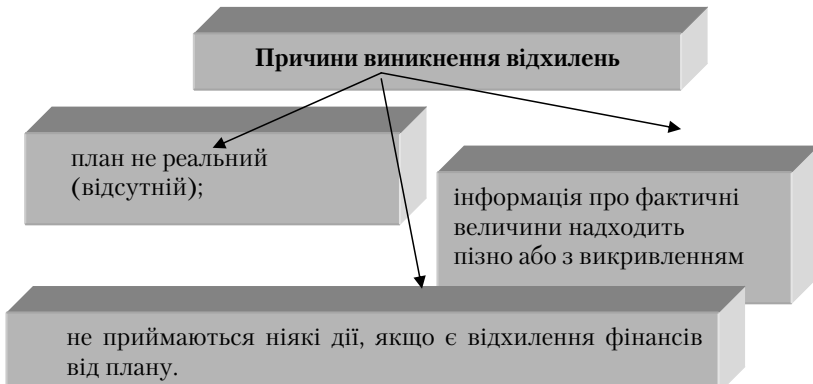 Причини виникнення відхилень
план не реальний
(відсутній);
інформація про фактичні
величини надходить
пізно або з викривленням
не приймаються ніякі дії, якщо є відхилення фінансів
від плану.